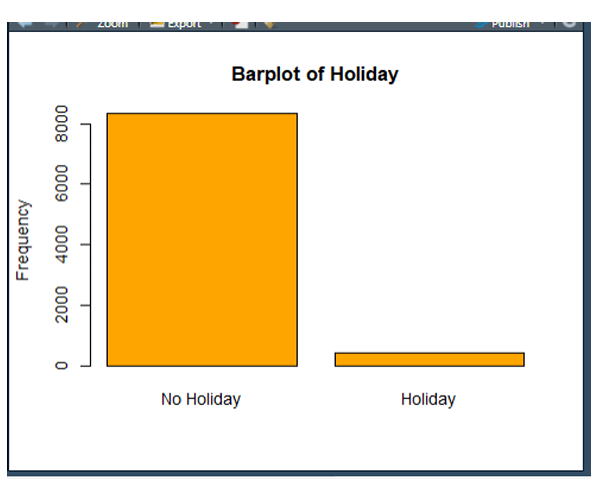 Zoom Export Publish
Barplot of Holiday
Frequency
8000
6000
4000
2000
0
No Holiday Holiday